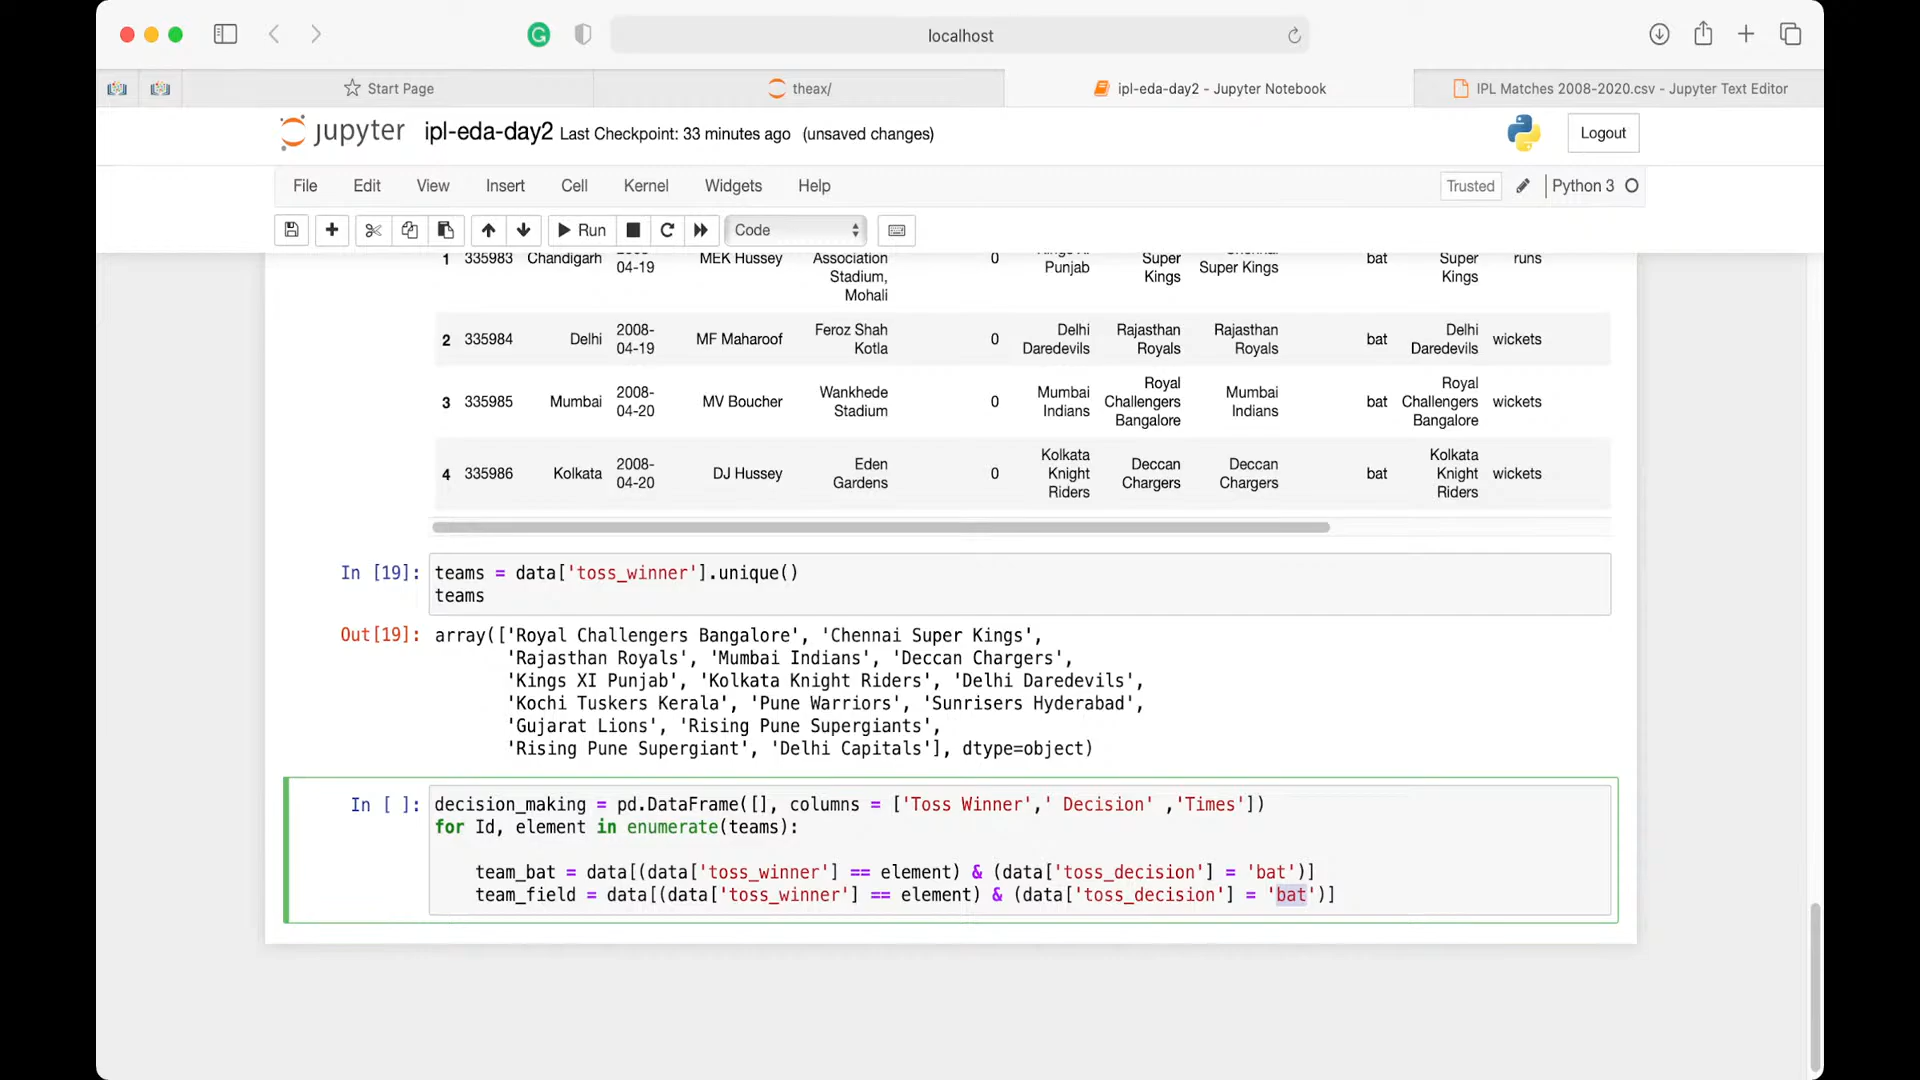 localhost
Start Page
theax/
ipl-eda-day2 - Jupyter Notebook
IPL Matches 2008-2020.csv - Jupyter Text Editor
jupyter ipl-eda-day2 Last Checkpoint: 33 minutes ago (unsaved changes)
Logout
File Edit View Insert Cell Kernel Widgets Help
Trusted Python 3
Run Code
1 335983 Chandigarh 04-19 MEK Hussey Association Stadium, Mohali 0 Punjab Super Kings Super Kings bat Super Kings runs
2 335984 Delhi 2008-04-19 MF Maharoof Feroz Shah Kotla 0 Delhi Daredevils Rajasthan Royals Rajasthan Royals bat Delhi Daredevils wickets
3 335985 Mumbai 2008-04-20 MV Boucher Wankhede Stadium 0 Mumbai Indians Royal Challengers Bangalore Mumbai Indians bat Royal Challengers Bangalore wickets
4 335986 Kolkata 2008-04-20 DJ Hussey Eden Gardens 0 Kolkata Knight Riders Deccan Chargers Deccan Chargers bat Kolkata Knight Riders wickets
In [19]: teams = data['toss_winner'].unique()
teams
Out[19]: array(['Royal Challengers Bangalore', 'Chennai Super Kings',
'Rajasthan Royals', 'Mumbai Indians', 'Deccan Chargers',
'Kings XI Punjab', 'Kolkata Knight Riders', 'Delhi Daredevils',
'Kochi Tuskers Kerala', 'Pune Warriors', 'Sunrisers Hyderabad',
'Gujarat Lions', 'Rising Pune Supergiants',
'Rising Pune Supergiant', 'Delhi Capitals'], dtype=object)
In [ ]: decision_making = pd.DataFrame([], columns = ['Toss Winner',' Decision' ,'Times'])
for Id, element in enumerate(teams):
team_bat = data[(data['toss_winner'] == element) & (data['toss_decision'] = 'bat')]
team_field = data[(data['toss_winner'] == element) & (data['toss_decision'] = 'bat')]